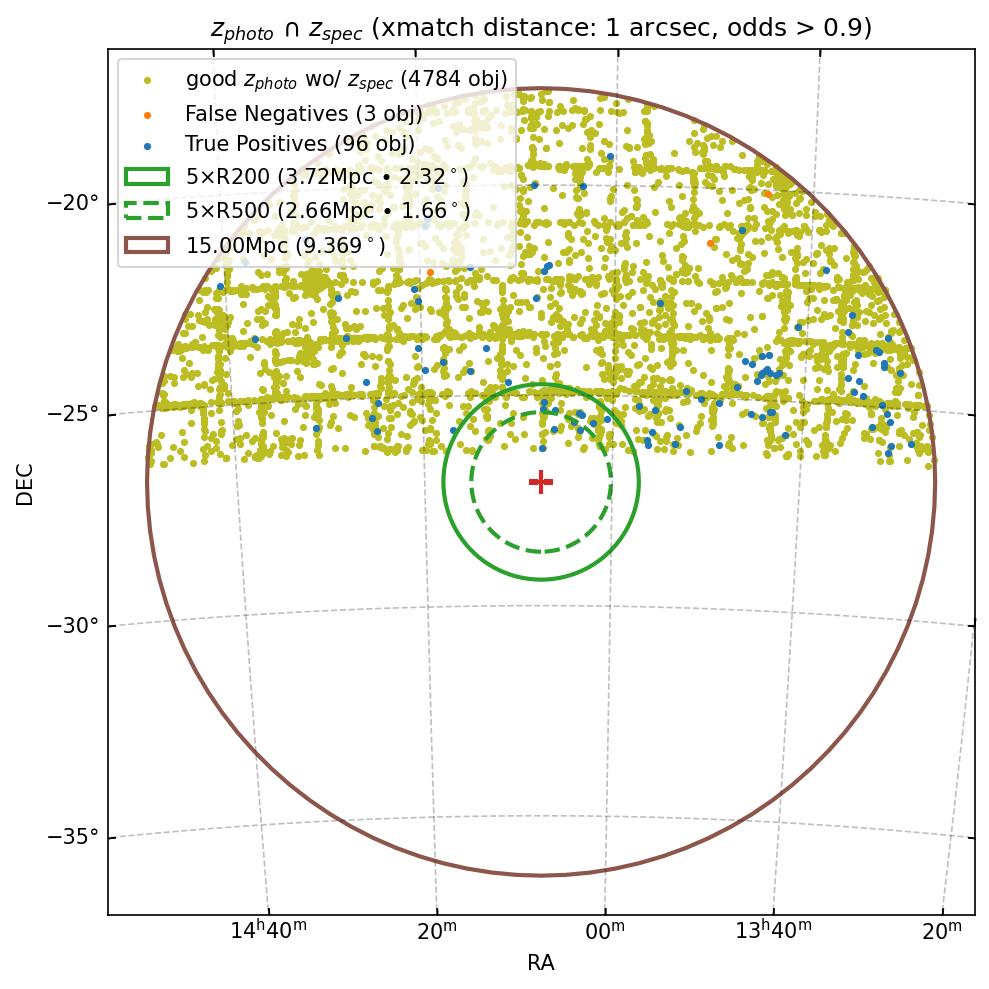 z_photo ∩ z_spec (xmatch distance: 1 arcsec, odds > 0.9)
good z_photo wo/ z_spec (4784 obj)
False Negatives (3 obj)
True Positives (96 obj)
5×R200 (3.72Mpc • 2.32°)
5×R500 (2.66Mpc • 1.66°)
15.00Mpc (9.369°)
−20°
−25°
−30°
−35°
DEC
14ʰ40ᵐ 20ᵐ 00ᵐ 13ʰ40ᵐ 20ᵐ
RA